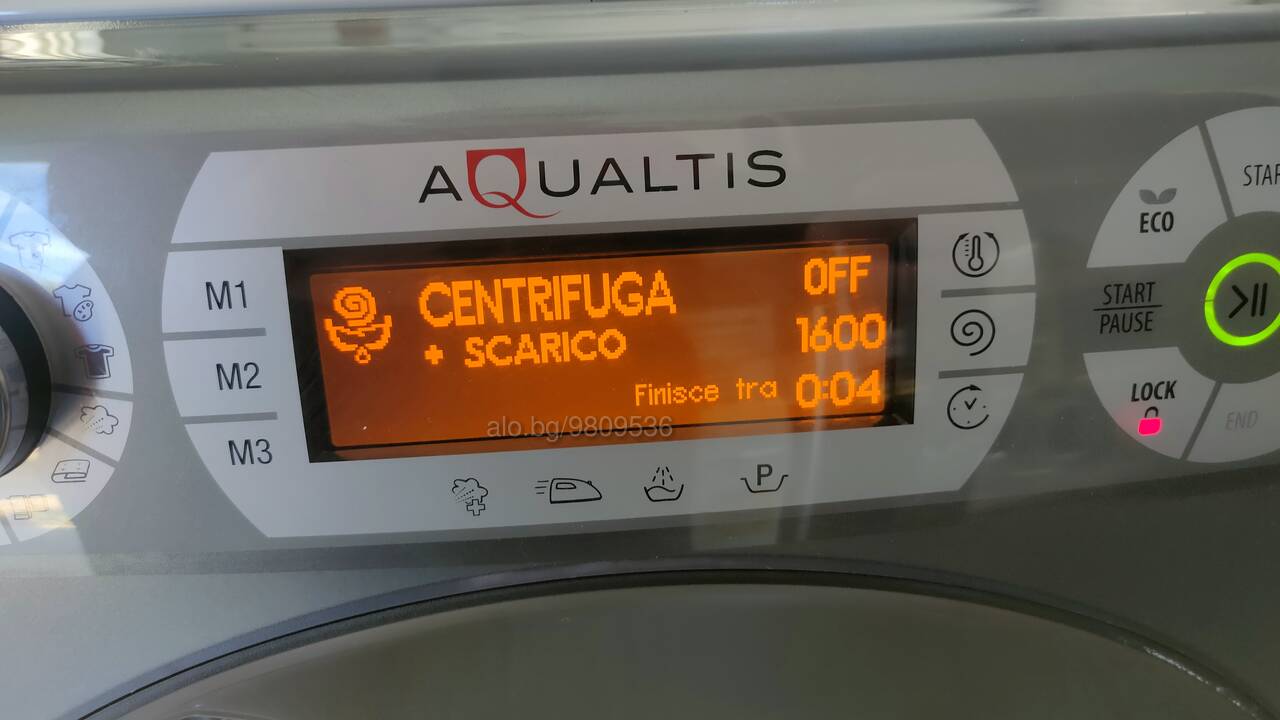 AQUALTIS
M1
M2
M3
CENTRIFUGA
+ SCARICO
OFF
1600
Finisce tra 0:04
alo.bg/9809536
P
ECO
START
PAUSE
LOCK
END